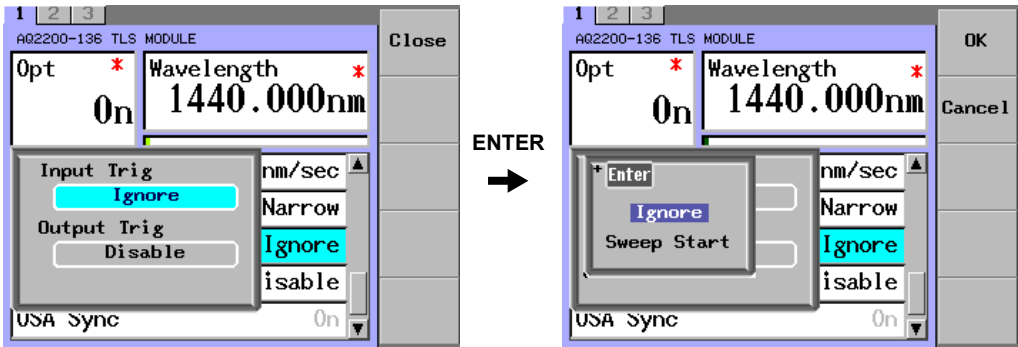 1 2 3
AQ2200-136 TLS MODULE
Opt *
On
Wavelength *
1440.000nm
Close
Input Trig
Ignore
Output Trig
Disable
nm/sec
Narrow
Ignore
isable
USA Sync On
ENTER
1 2 3
AQ2200-136 TLS MODULE
Opt *
On
Wavelength *
1440.000nm
OK
Cancel
+ Enter
Ignore
Sweep Start
nm/sec
Narrow
Ignore
isable
USA Sync On